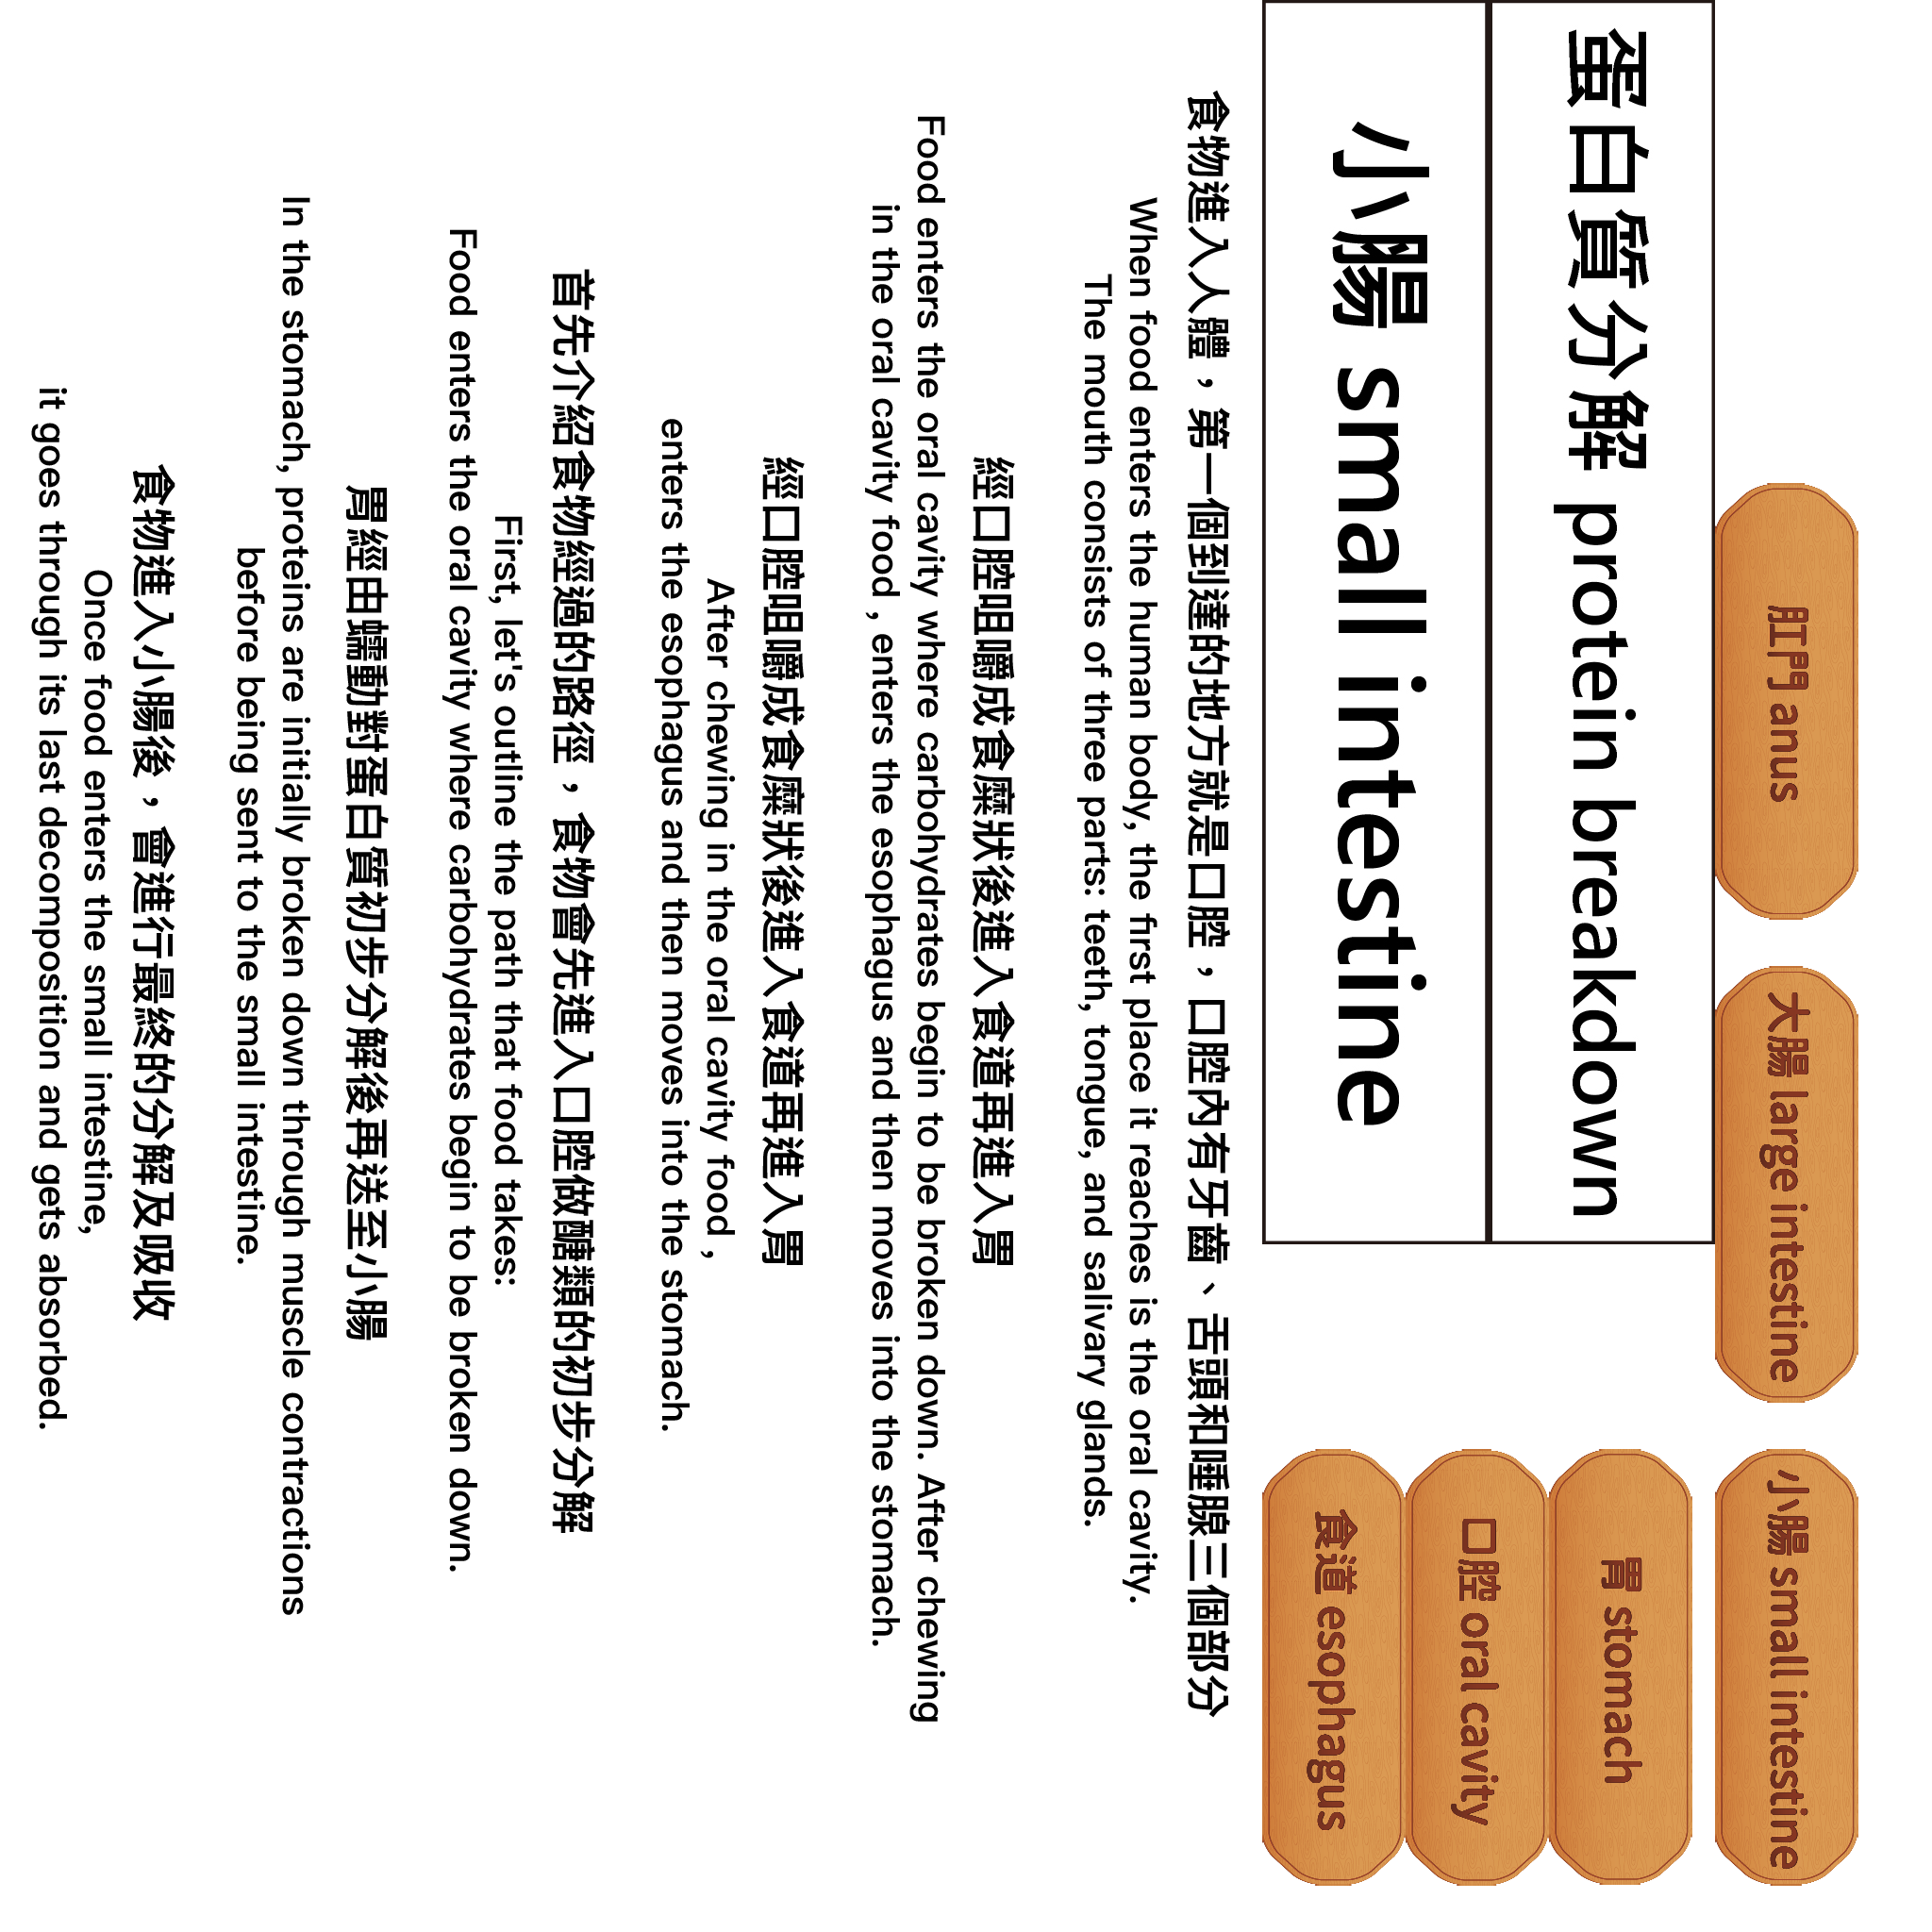 肛門 anus
大腸 large intestine
小腸 small intestine
蛋白質分解 protein breakdown
小腸 small intestine
胃 stomach
口腔 oral cavity
食道 esophagus
食物進入人體，第一個到達的地方就是口腔，口腔內有牙齒、舌頭和唾腺三個部分
When food enters the human body, the first place it reaches is the oral cavity.
The mouth consists of three parts: teeth, tongue, and salivary glands.
經口腔咀嚼成食糜狀後進入食道再進入胃
Food enters the oral cavity where carbohydrates begin to be broken down. After chewing
in the oral cavity food , enters the esophagus and then moves into the stomach.
經口腔咀嚼成食糜狀後進入食道再進入胃
After chewing in the oral cavity food ,
enters the esophagus and then moves into the stomach.
首先介紹食物經過的路徑，食物會先進入口腔做醣類的初步分解
First, let's outline the path that food takes:
Food enters the oral cavity where carbohydrates begin to be broken down.
胃經由蠕動對蛋白質初步分解後再送至小腸
In the stomach, proteins are initially broken down through muscle contractions
before being sent to the small intestine.
食物進入小腸後，會進行最終的分解及吸收
Once food enters the small intestine,
it goes through its last decomposition and gets absorbed.